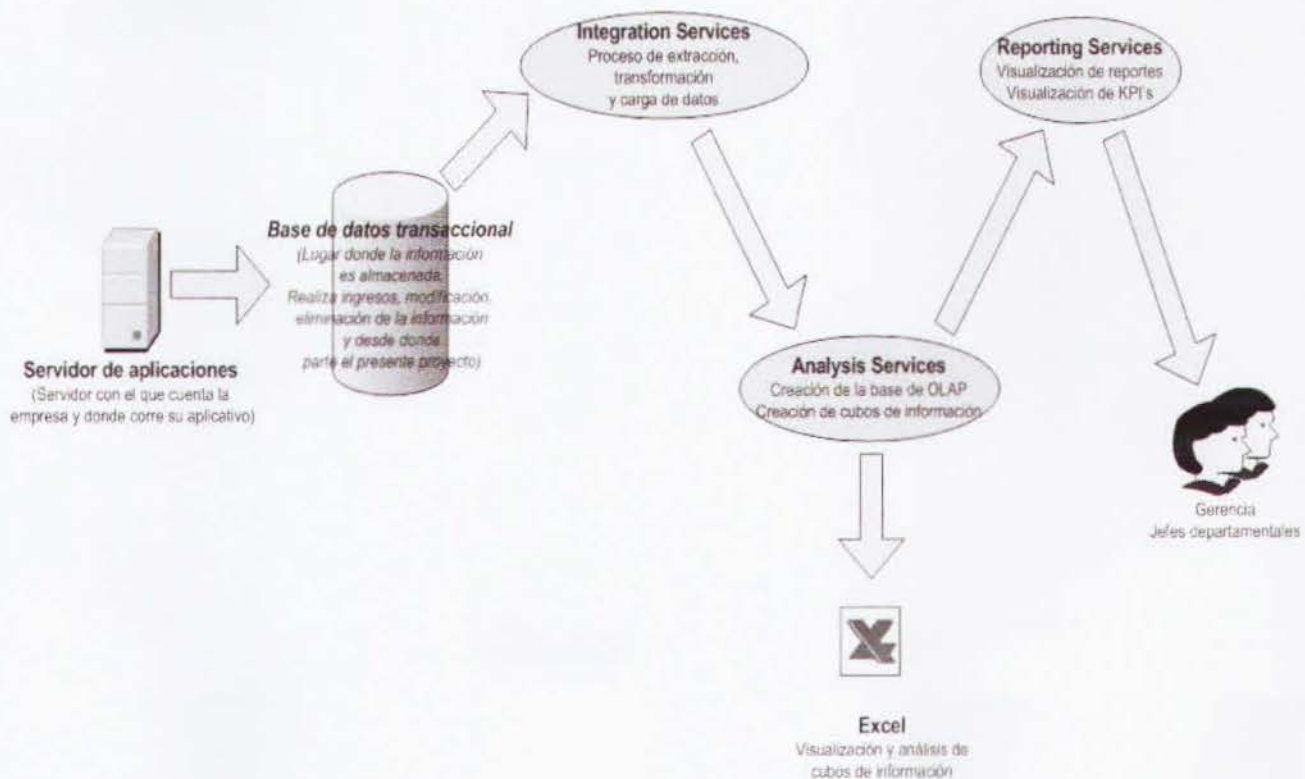 Integration Services
Proceso de extracción,
transformación
y carga de datos
Reporting Services
Visualización de reportes
Visualización de KPI's
Base de datos transaccional
(Lugar donde la información
es almacenada.
Realiza ingresos, modificación,
eliminación de la información
y desde donde
parte el presente proyecto)
Servidor de aplicaciones
(Servidor con el que cuenta la
empresa y donde corre su aplicativo)
Analysis Services
Creación de la base de OLAP
Creación de cubos de información
Gerencia
Jefes departamentales
Excel
Visualización y análisis de
cubos de información